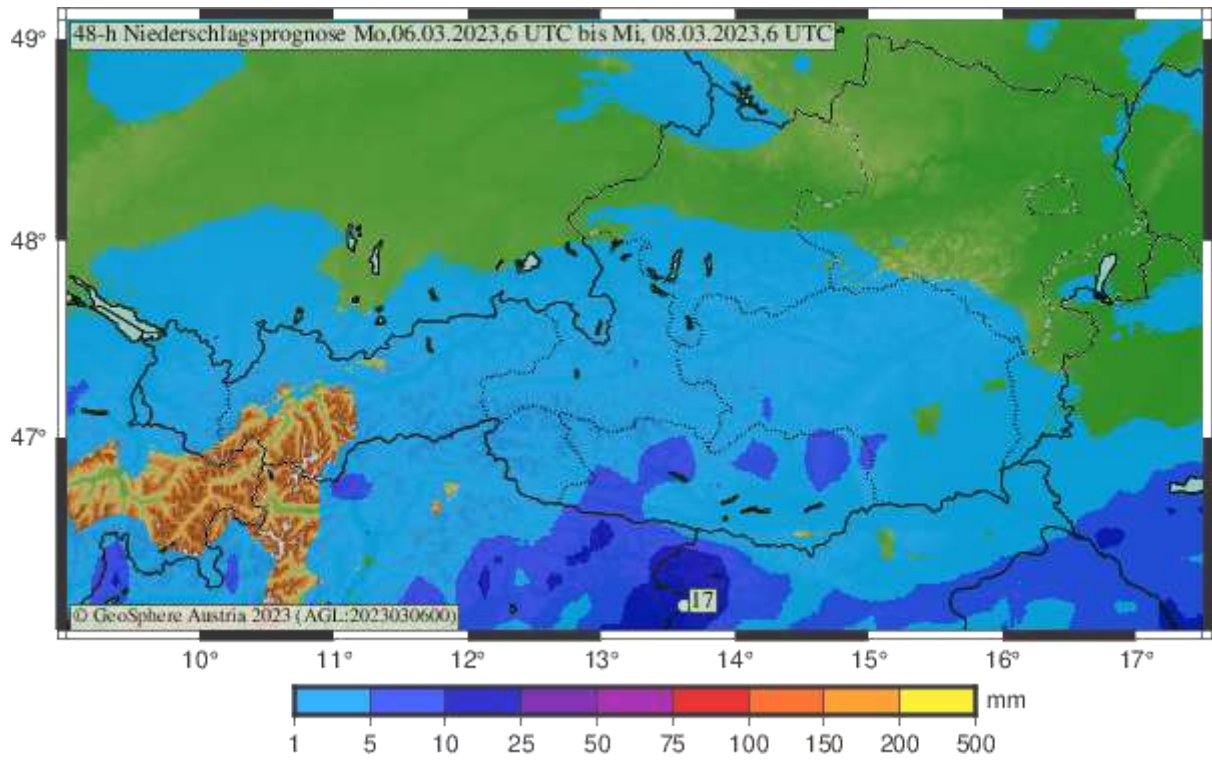 48-h Niederschlagsprognose Mo,06.03.2023,6 UTC bis Mi, 08.03.2023,6 UTC
49°
48°
47°
17
© GeoSphere Austria 2023 (AGL:2023030600)
10° 11° 12° 13° 14° 15° 16° 17°
mm
1 5 10 25 50 75 100 150 200 500